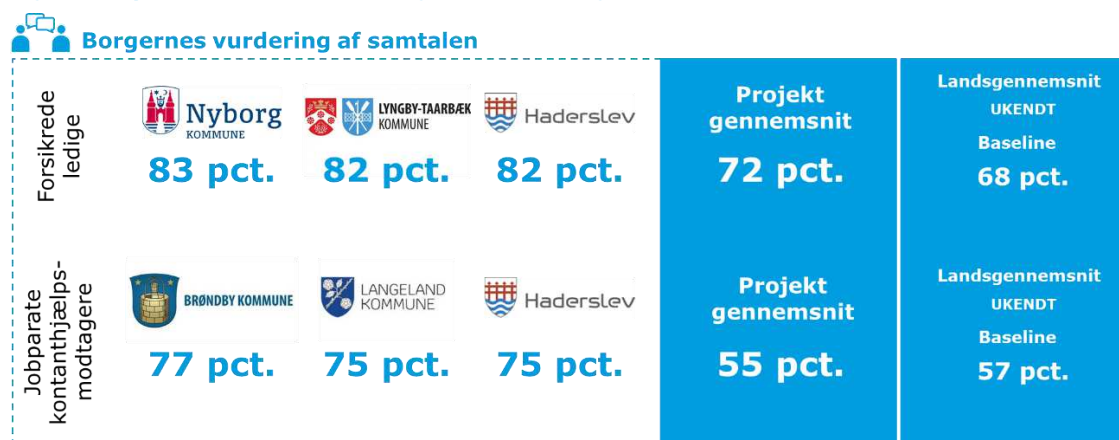 Borgernes vurdering af samtalen
Forsikrede
ledige
Nyborg
KOMMUNE
83 pct.
LYNGBY-TAARBÆK
KOMMUNE
82 pct.
Haderslev
82 pct.
Projekt
gennemsnit
72 pct.
Landsgennemsnit
UKENDT
Baseline
68 pct.
Jobparate
kontanthjælps-
modtagere
BRØNDBY KOMMUNE
77 pct.
LANGELAND
KOMMUNE
75 pct.
Haderslev
75 pct.
Projekt
gennemsnit
55 pct.
Landsgennemsnit
UKENDT
Baseline
57 pct.